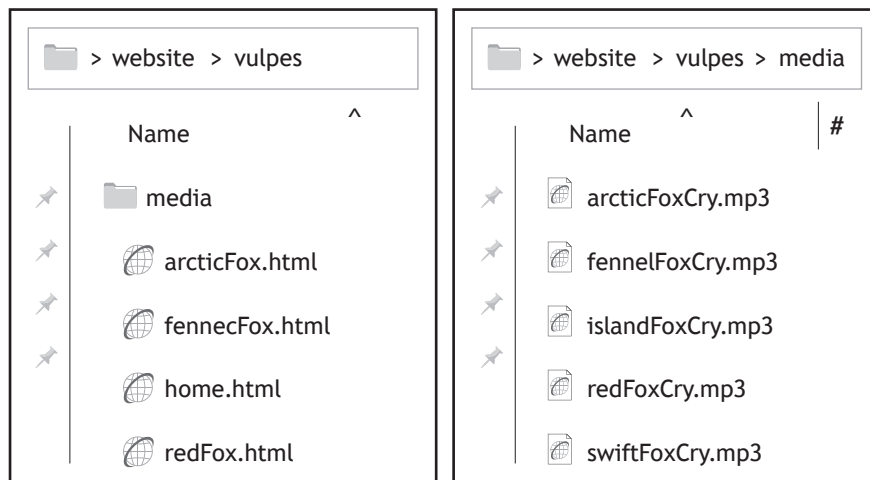 > website > vulpes
Name ^
media
arcticFox.html
fennecFox.html
home.html
redFox.html
> website > vulpes > media
Name ^ #
arcticFoxCry.mp3
fennelFoxCry.mp3
islandFoxCry.mp3
redFoxCry.mp3
swiftFoxCry.mp3